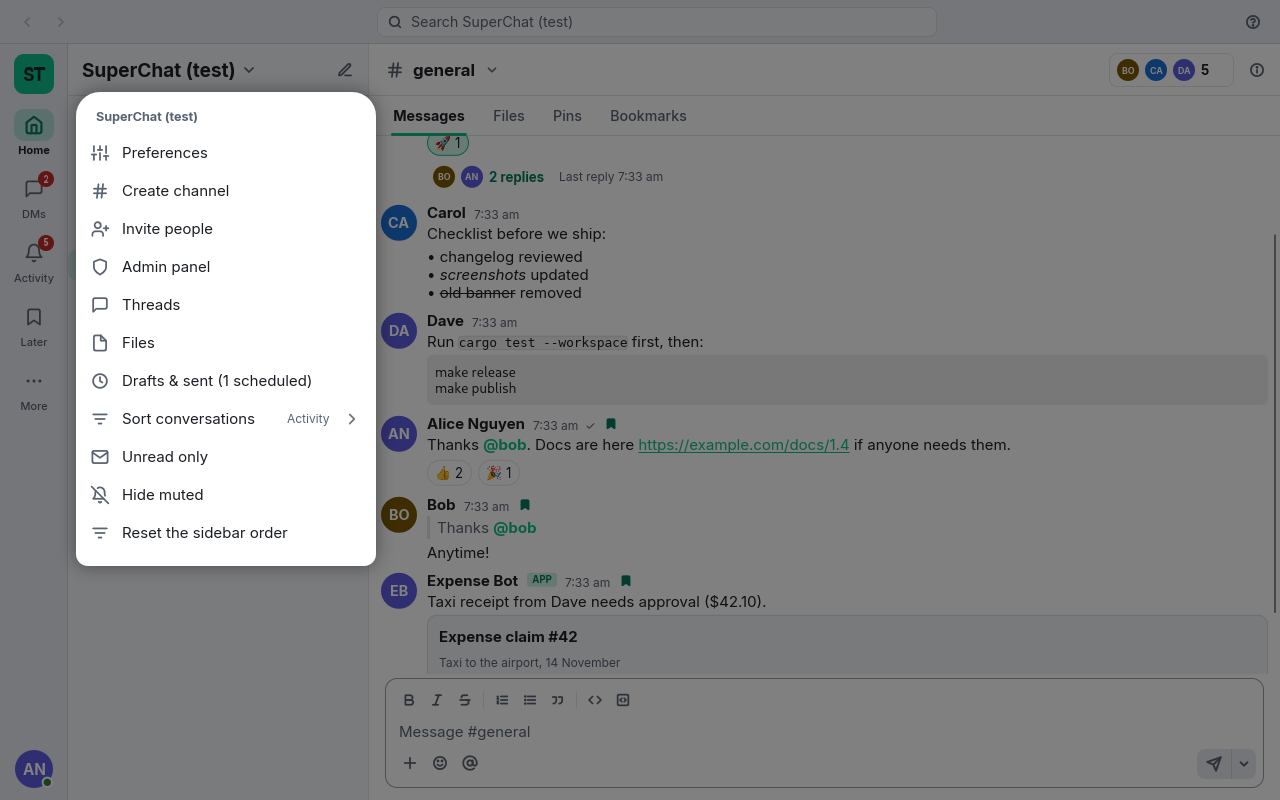 Search SuperChat (test)
ST
SuperChat (test)
general
BO CA DA 5
Home
2
DMs
5
Activity
Later
More
AN
SuperChat (test)
Preferences
Create channel
Invite people
Admin panel
Threads
Files
Drafts & sent (1 scheduled)
Sort conversations Activity
Unread only
Hide muted
Reset the sidebar order
Messages Files Pins Bookmarks
🚀 1
BO AN 2 replies Last reply 7:33 am
CA Carol 7:33 am
Checklist before we ship:
• changelog reviewed
• screenshots updated
• old banner removed
DA Dave 7:33 am
Run cargo test --workspace first, then:
make release
make publish
AN Alice Nguyen 7:33 am ✓
Thanks @bob. Docs are here https://example.com/docs/1.4 if anyone needs them.
👍 2 🎉 1
BO Bob 7:33 am
Thanks @bob
Anytime!
EB Expense Bot APP 7:33 am
Taxi receipt from Dave needs approval ($42.10).
Expense claim #42
Taxi to the airport, 14 November
Message #general